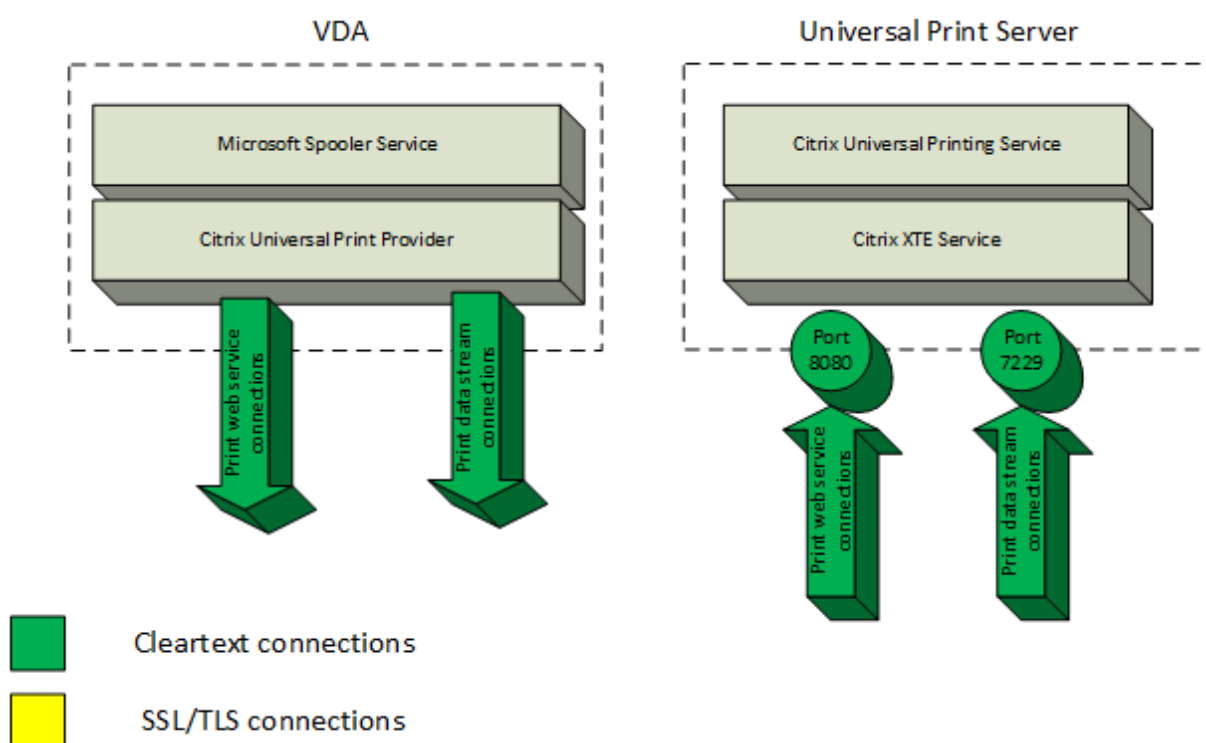 VDA
Universal Print Server
Microsoft Spooler Service
Citrix Universal Print Provider
Citrix Universal Printing Service
Citrix XTE Service
Print web service
connections
Print data stream
connections
Port
8080
Port
7229
Print web service
connections
Print data stream
connections
Cleartext connections
SSL/TLS connections